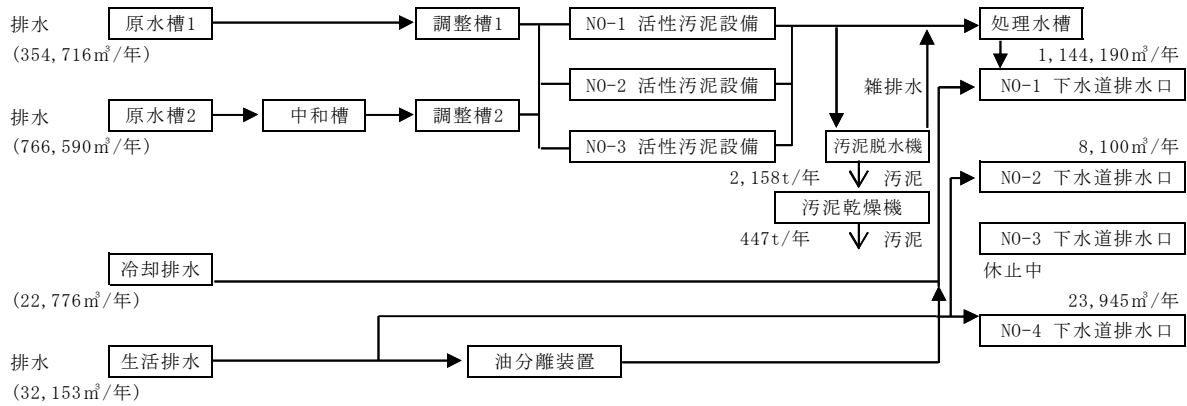 排水 原水槽1 調整槽1 NO-1 活性汚泥設備 処理水槽
(354,716㎥/年) 1,144,190㎥/年
NO-2 活性汚泥設備 雑排水 NO-1 下水道排水口
排水 原水槽2 中和槽 調整槽2
(766,590㎥/年) NO-3 活性汚泥設備 汚泥脱水機 8,100㎥/年
2,158t/年 汚泥 NO-2 下水道排水口
汚泥乾燥機
447t/年 汚泥 NO-3 下水道排水口
冷却排水 休止中
(22,776㎥/年) 23,945㎥/年
NO-4 下水道排水口
排水 生活排水 油分離装置
(32,153㎥/年)